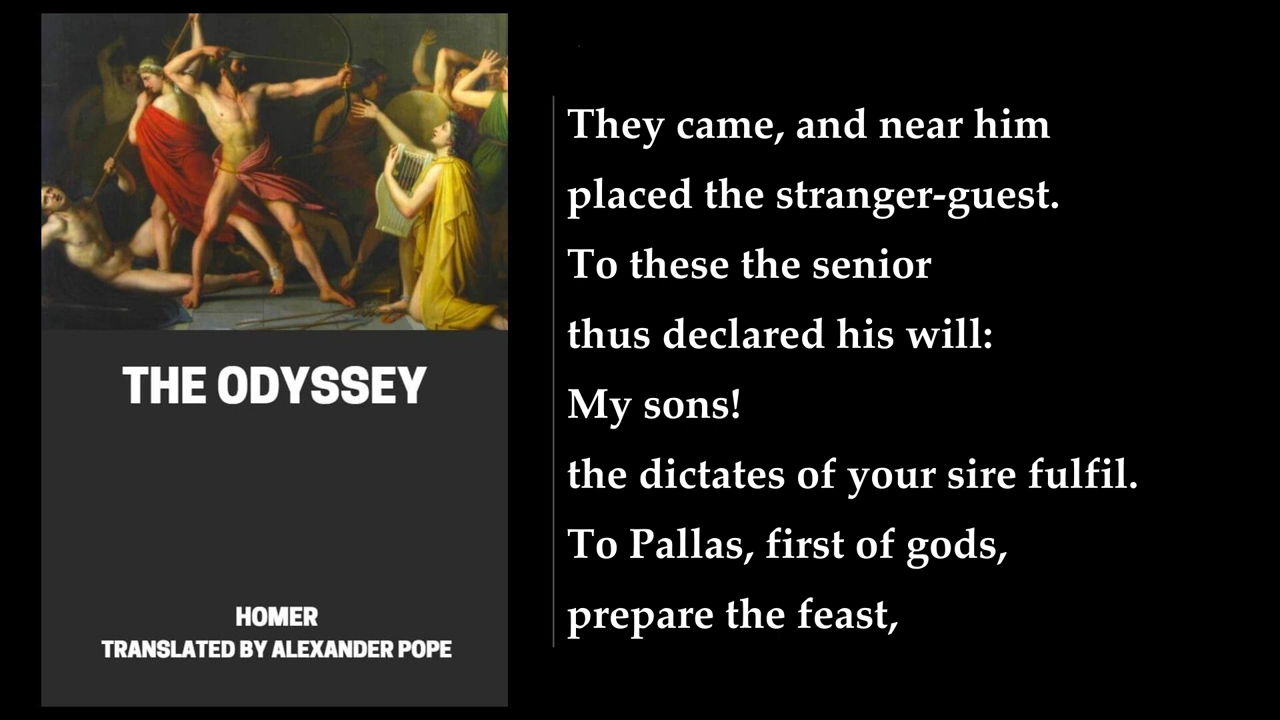 THE ODYSSEY
HOMER
TRANSLATED BY ALEXANDER POPE
They came, and near him
placed the stranger-guest.
To these the senior
thus declared his will:
My sons!
the dictates of your sire fulfil.
To Pallas, first of gods,
prepare the feast,